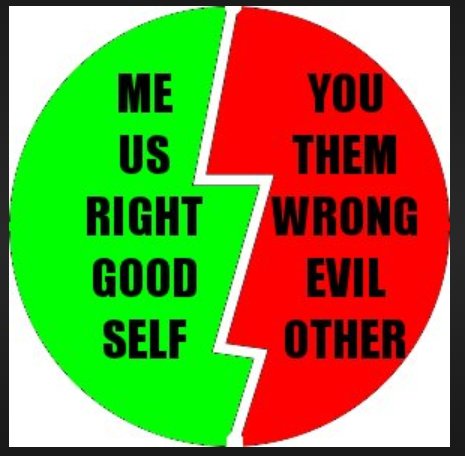 ME
US
RIGHT
GOOD
SELF
YOU
THEM
WRONG
EVIL
OTHER